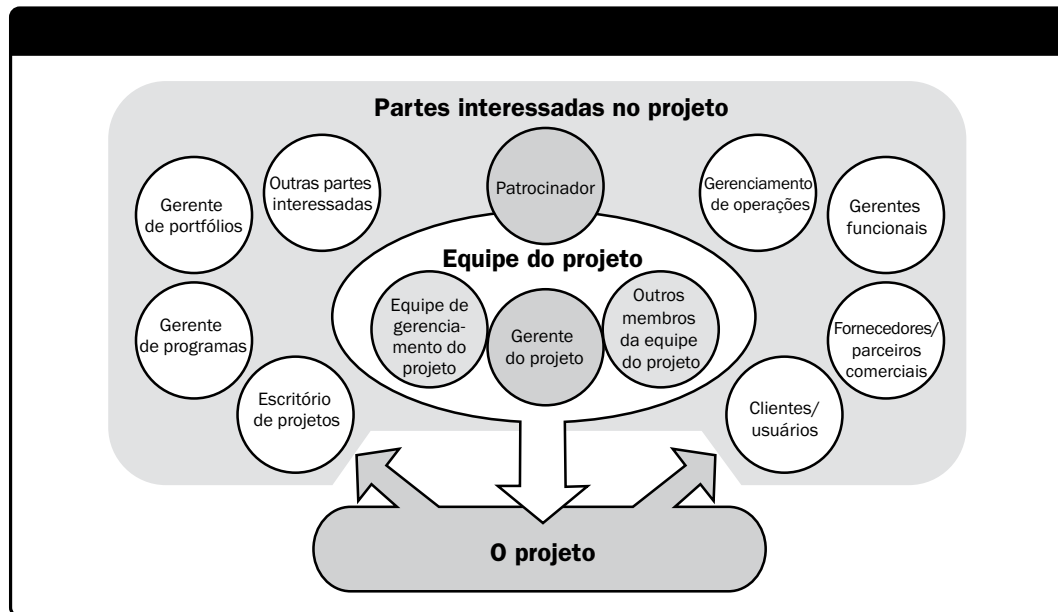 Partes interessadas no projeto
Outras partes
interessadas
Patrocinador
Gerenciamento
de operações
Gerente
de portfólios
Gerentes
funcionais
Equipe do projeto
Equipe de
gerencia-
mento do
projeto
Gerente
do projeto
Outros
membros
da equipe
do projeto
Gerente
de programas
Fornecedores/
parceiros
comerciais
Escritório
de projetos
Clientes/
usuários
O projeto